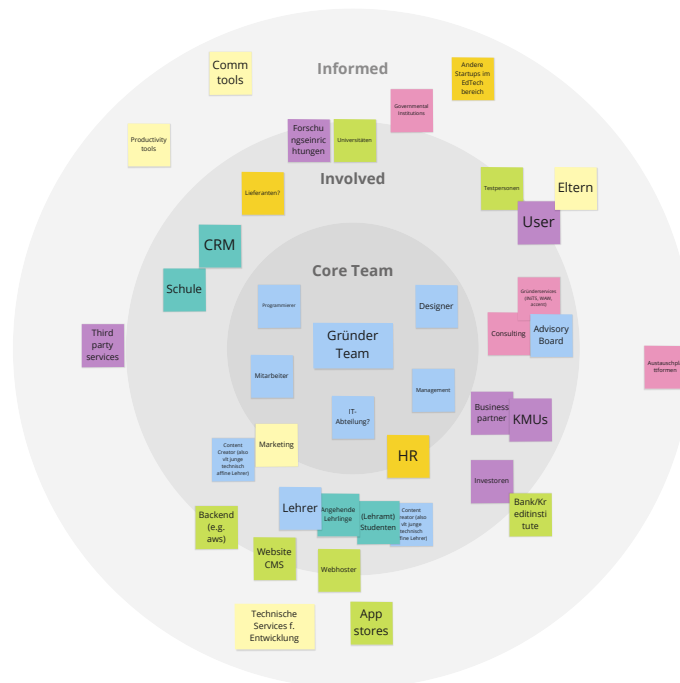 Comm
tools
Informed
Andere
Startups im
EdTech
bereich
Governmental
Institutions
Productivity
tools
Forschu
ngseinric
htungen
Universitäten
Involved
Lieferanten?
Testpersonen
Eltern
User
CRM
Schule
Core Team
Programmierer
Designer
Gründer
Team
Consulting
Advisory
Board
Third
party
services
Mitarbeiter
Management
Austauschpla
ttformen
IT-
Abteilung?
Business
partner
KMUs
Marketing
Content
Creator (also
vlt junge
technisch
affine Lehrer)
HR
Investoren
Bank/Kr
editinsti
tute
Lehrer
Angehende
Lehrlinge
(Lehramt)
Studenten
Content
Backend
(e.g.
aws)
Website
CMS
Webhoster
Technische
Services f.
Entwicklung
App
stores